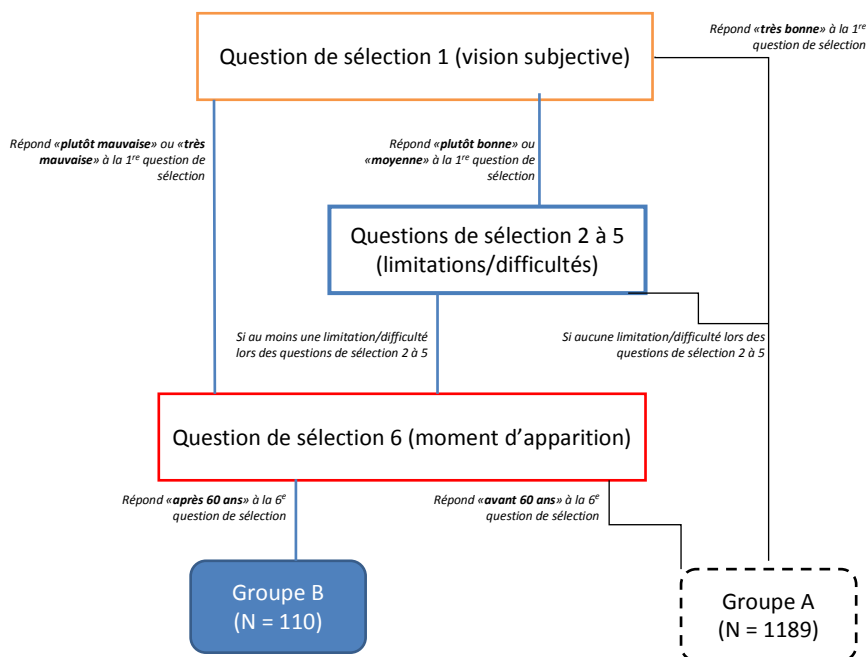 Question de sélection 1 (vision subjective)
Répond «très bonne» à la 1re
question de sélection
Répond «plutôt mauvaise» ou «très
mauvaise» à la 1re question de
sélection
Répond «plutôt bonne» ou
«moyenne» à la 1re question de
sélection
Questions de sélection 2 à 5
(limitations/difficultés)
Si au moins une limitation/difficulté
lors des questions de sélection 2 à 5
Si aucune limitation/difficulté lors des
questions de sélection 2 à 5
Question de sélection 6 (moment d’apparition)
Répond «après 60 ans» à la 6e
question de sélection
Répond «avant 60 ans» à la 6e
question de sélection
Groupe B
(N = 110)
Groupe A
(N = 1189)